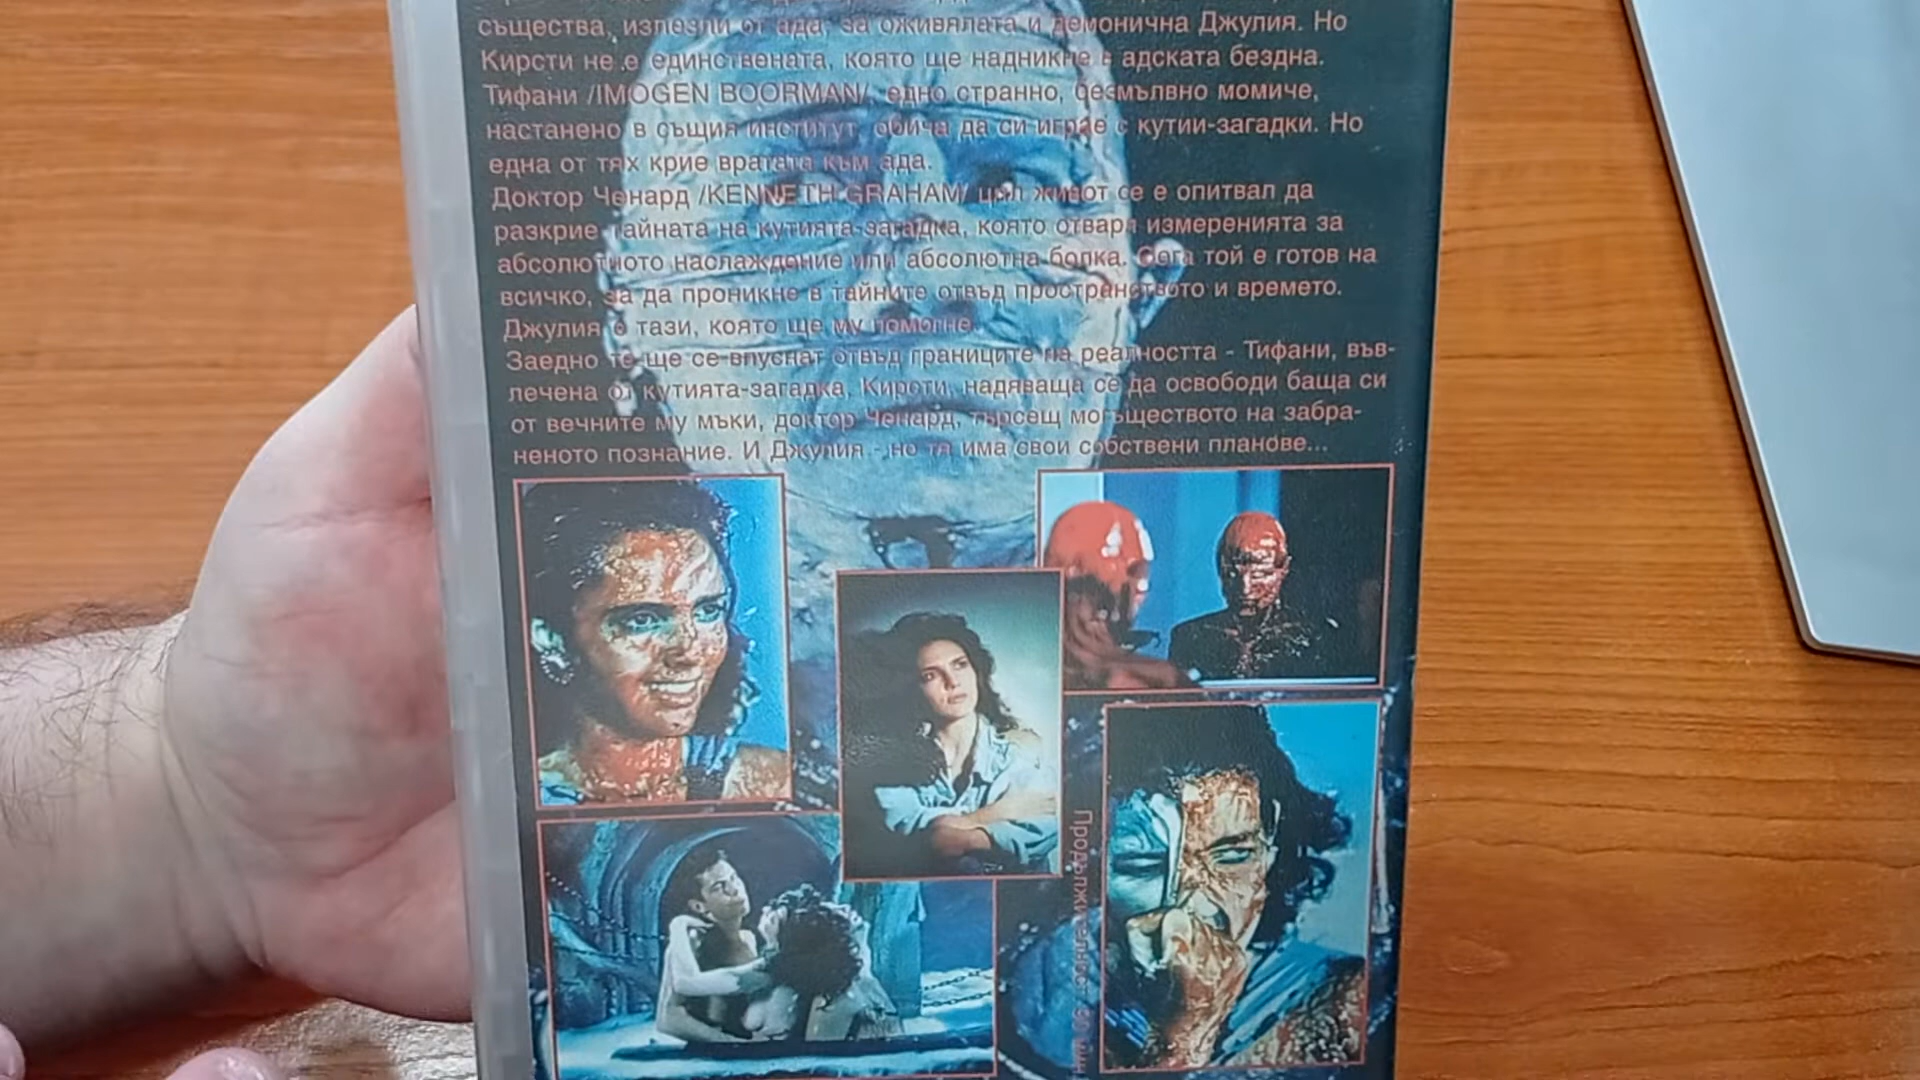 същества, излезли от ада, за оживялата и демонична Джулия. Но
Кирсти не е единствената, която ще надникне в адската бездна.
Тифани /IMOGEN BOORMAN/, едно странно, безмълвно момиче,
настанено в същия институт, обича да си играе с кутии-загадки. Но
една от тях крие вратата към ада.
Доктор Ченард /KENNETH GRAHAM/ цял живот се е опитвал да
разкрие тайната на кутията-загадка, която отваря измеренията за
абсолютното наслаждение или абсолютна болка. Сега той е готов на
всичко, за да проникне в тайните отвъд пространството и времето.
Джулия е тази, която ще му помогне.
Заедно те ще се впуснат отвъд границите на реалността - Тифани, във-
лечена от кутията-загадка, Кирсти, надяваща се да освободи баща си
от вечните му мъки, доктор Ченард, търсещ могъществото на забра-
неното познание. И Джулия - но тя има свои собствени планове...
Продължителност 90 мин